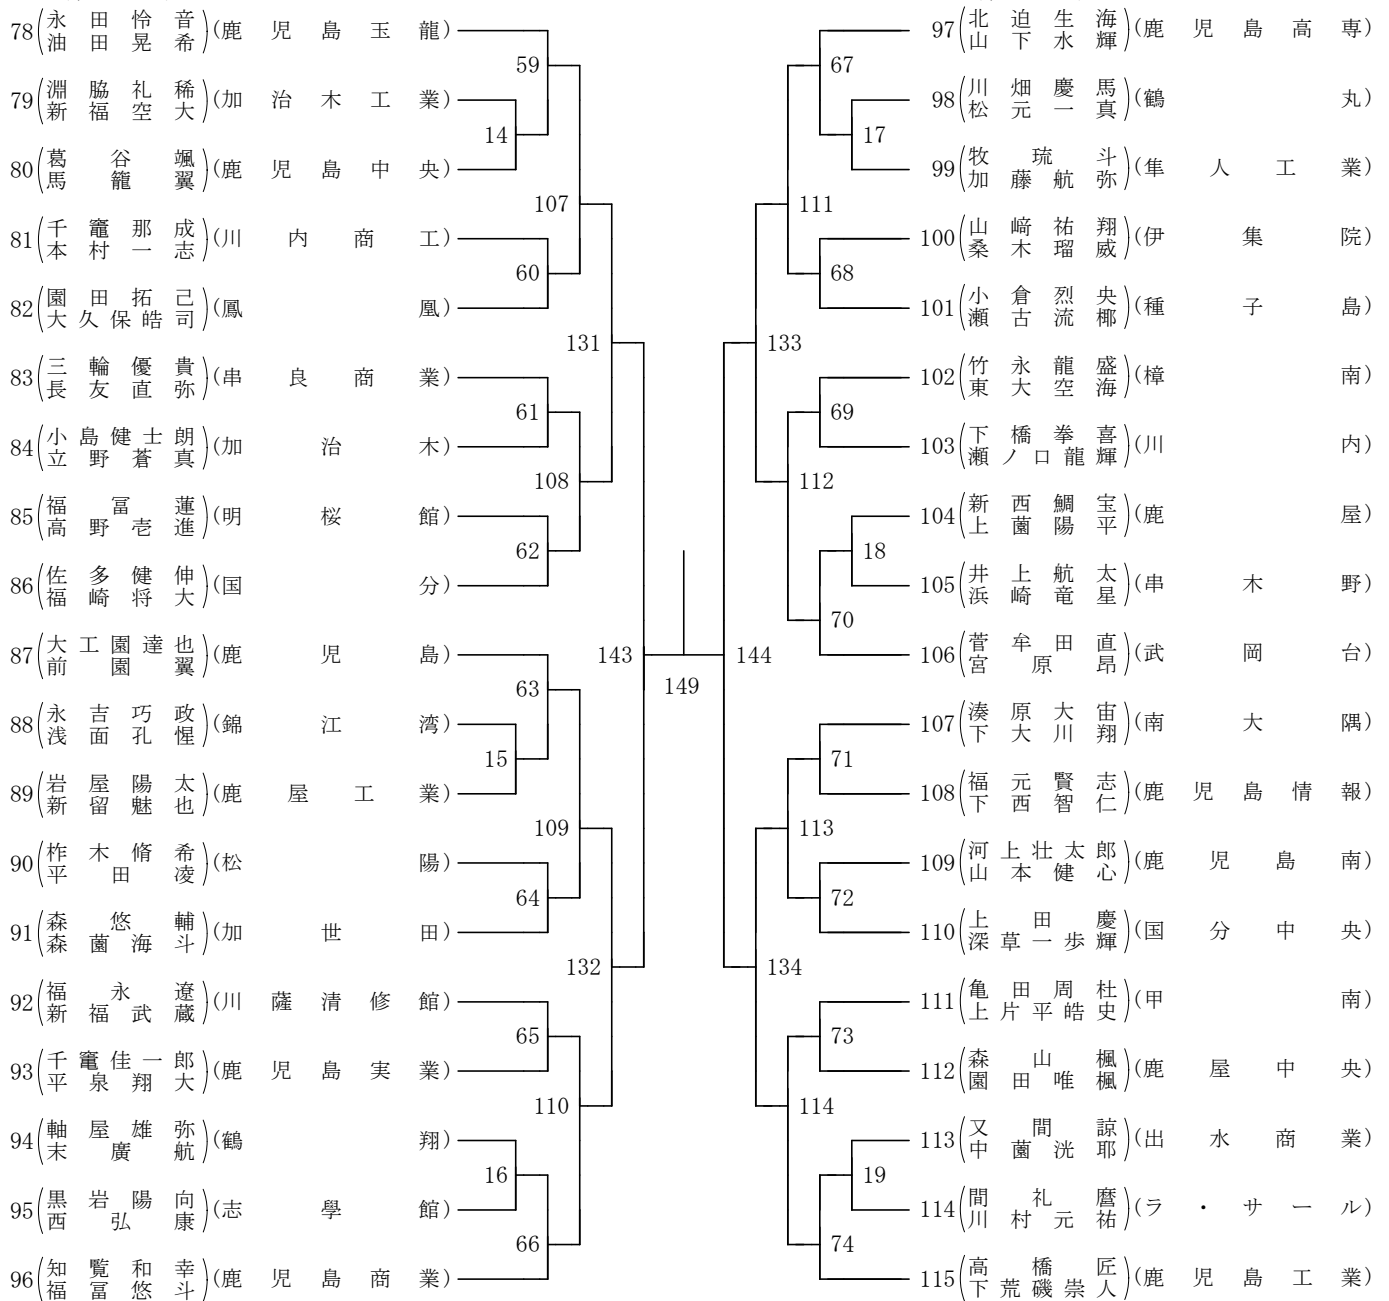 78 永田怜音 油田晃希 (鹿児島玉龍)
79 淵脇礼稀 新福空大 (加治木工業)
80 葛谷颯 馬籠翼 (鹿児島中央)
81 千竈那成 本村一志 (川内商工)
82 園田拓己 大久保皓司 (鳳凰)
83 三輪優貴 長友直弥 (串良商業)
84 小島健士朗 立野蒼真 (加治木)
85 福冨蓮 高野壱進 (明桜館)
86 佐多健伸 福崎将大 (国分)
87 大工園達也 前園翼 (鹿児島)
88 永吉巧政 浅面孔惺 (錦江湾)
89 岩屋陽太 新留魅也 (鹿屋工業)
90 柞木脩希 平田凌 (松陽)
91 森悠輔 森薗海斗 (加世田)
92 福永遼 新福武蔵 (川薩清修館)
93 千竃佳一郎 平泉翔大 (鹿児島実業)
94 軸屋雄弥 末廣航 (鶴翔)
95 黒岩陽向 西弘康 (志學館)
96 知覧和幸 福冨悠斗 (鹿児島商業)
59
14
107
60
131
61
108
62
143
63
15
109
64
132
65
110
16
66
149
97 北迫生海 山下水輝 (鹿児島高専)
98 川畑慶馬 松元一真 (鶴丸)
99 牧琉斗 加藤航弥 (隼人工業)
100 山﨑祐翔 桑木瑠威 (伊集院)
101 小倉烈央 瀬古流椰 (種子島)
102 竹永龍盛 東大空海 (樟南)
103 下橋拳喜 瀬ノ口龍輝 (川内)
104 新西鯛宝 上薗陽平 (鹿屋)
105 井上航太 浜崎竜星 (串木野)
106 菅牟田直 宮原昂 (武岡台)
107 湊原大宙 下大川翔 (南大隅)
108 福元賢志 下西智仁 (鹿児島情報)
109 河上壮太郎 山本健心 (鹿児島南)
110 上田慶 深草一歩輝 (国分中央)
111 亀田周杜 上片平皓史 (甲南)
112 森山楓 園田唯楓 (鹿屋中央)
113 又間諒 中薗洸耶 (出水商業)
114 間礼麿 川村元祐 (ラ・サール)
115 高橋匠 下荒磯崇人 (鹿児島工業)
67
17
111
68
133
69
112
18
70
144
71
113
72
134
73
114
19
74